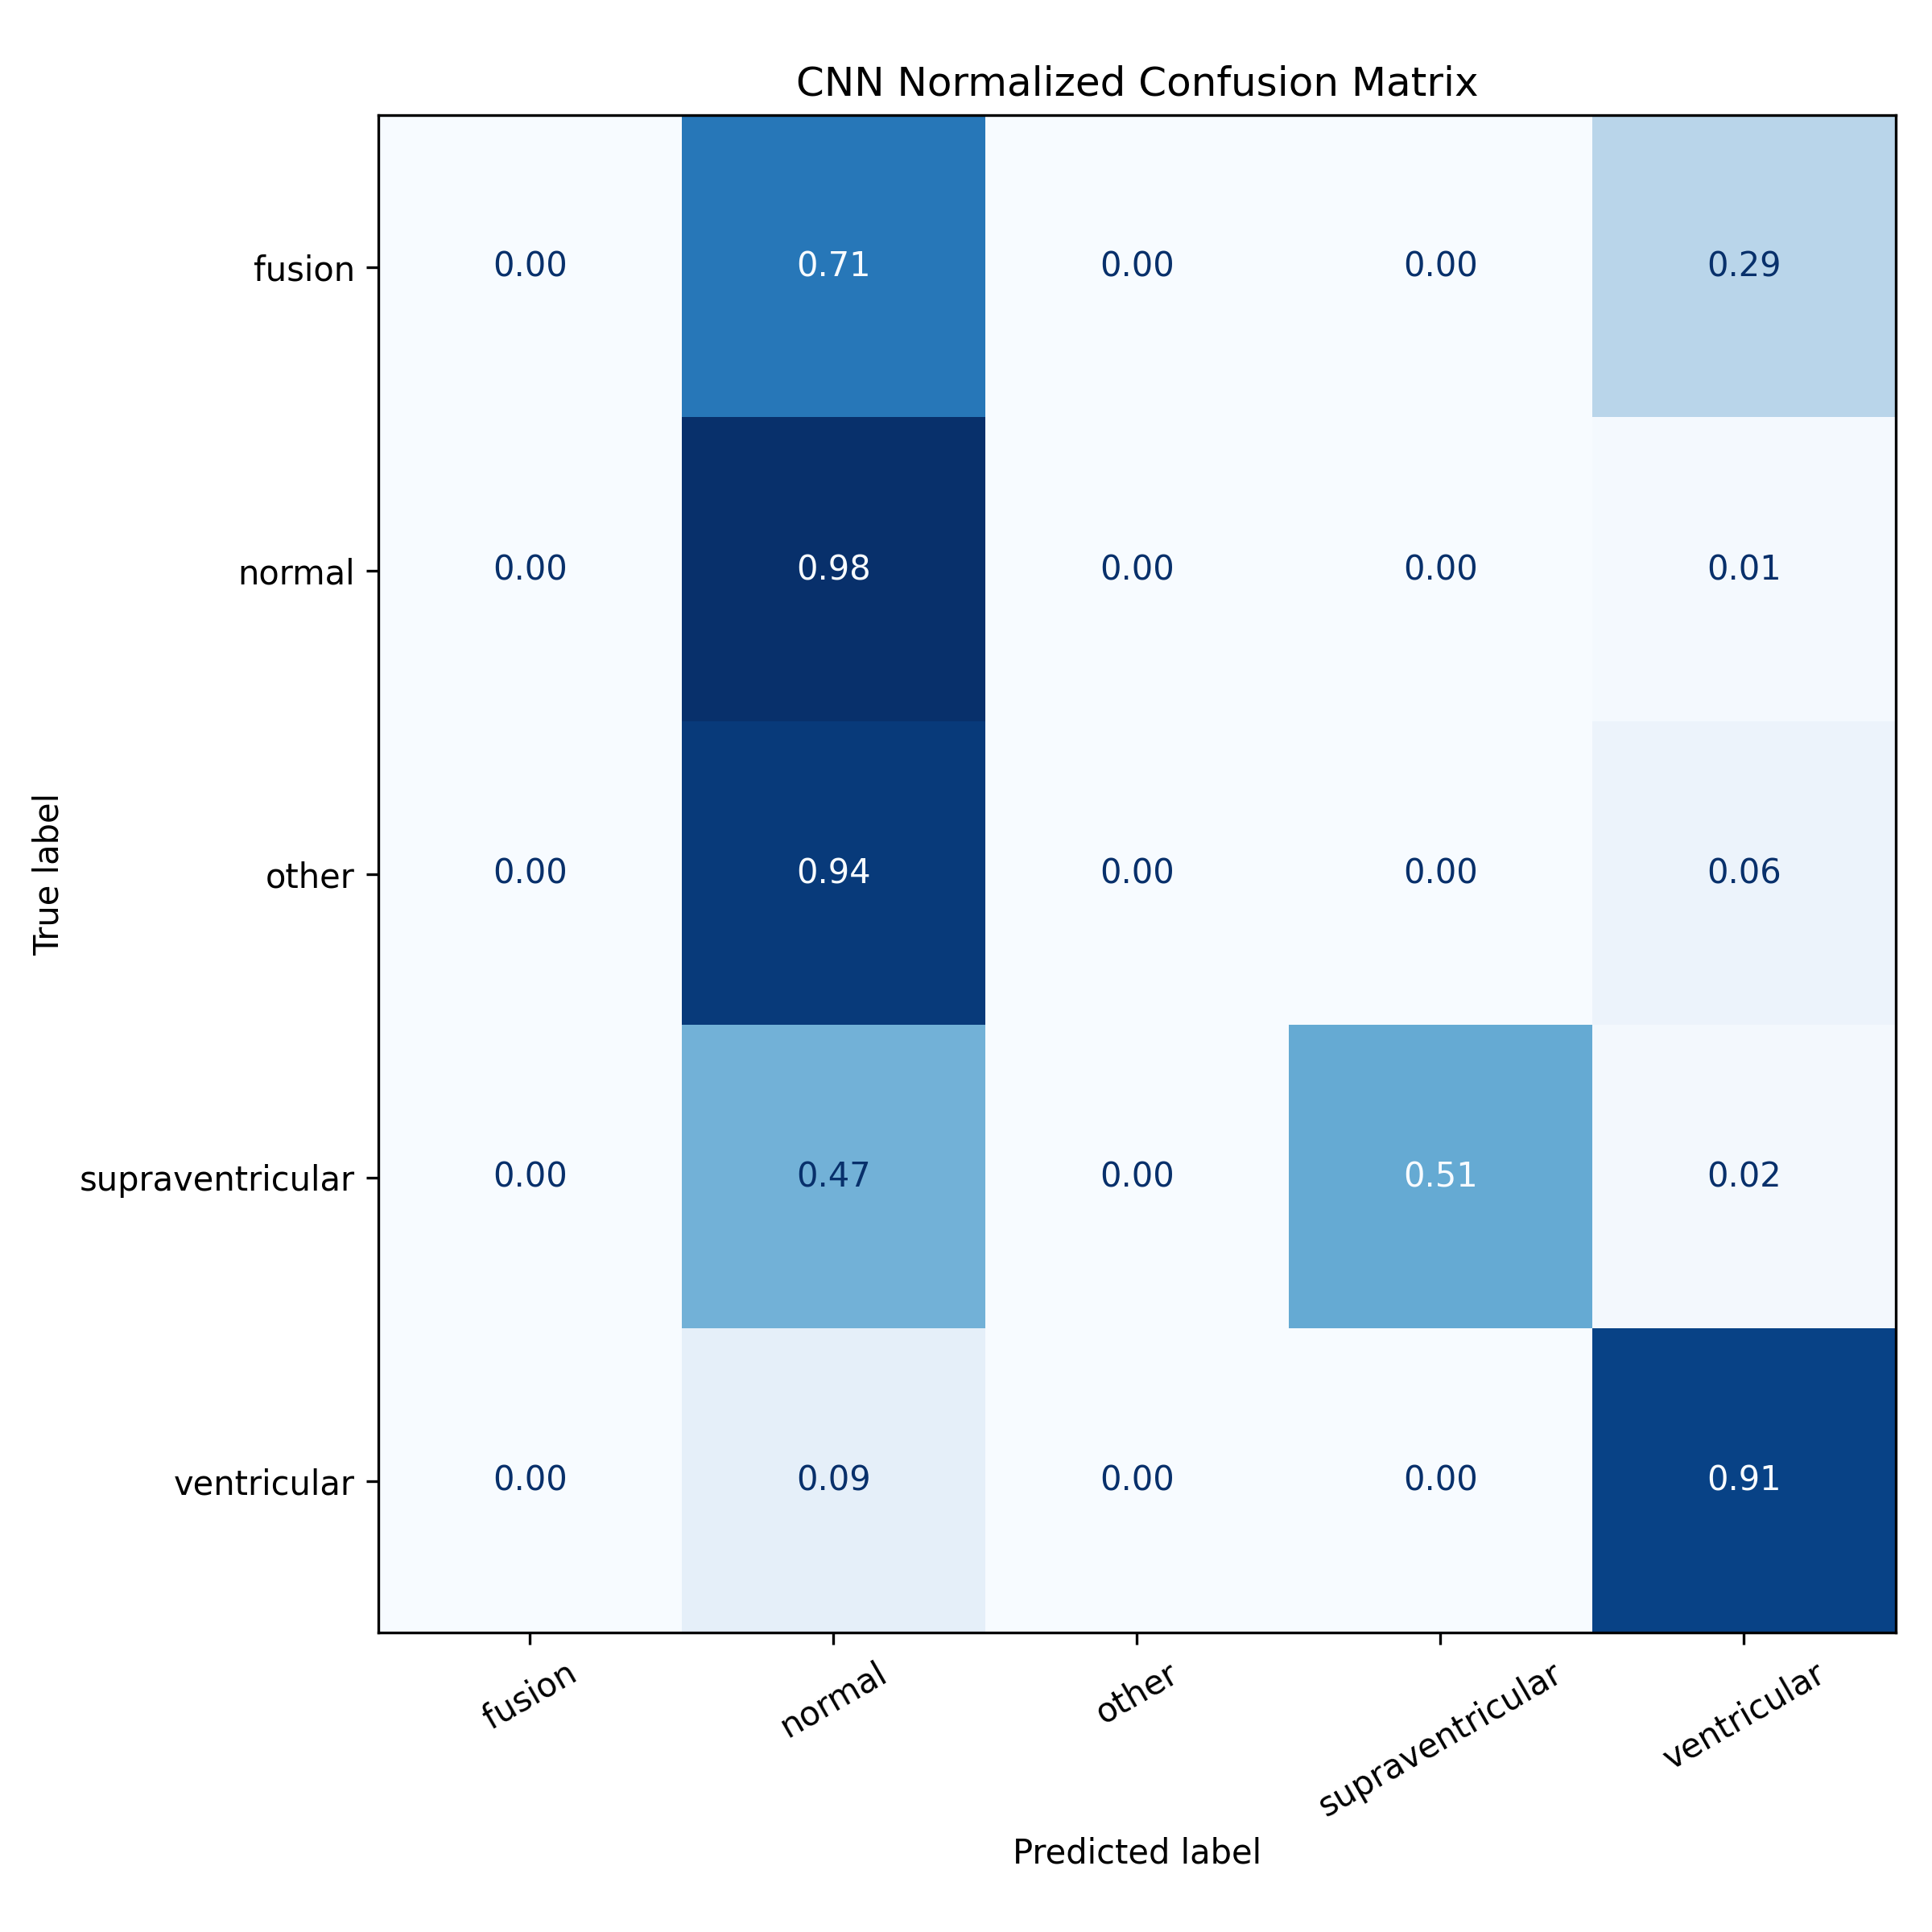 CNN Normalized Confusion Matrix
True label
fusion 0.00 0.71 0.00 0.00 0.29
normal 0.00 0.98 0.00 0.00 0.01
other 0.00 0.94 0.00 0.00 0.06
supraventricular 0.00 0.47 0.00 0.51 0.02
ventricular 0.00 0.09 0.00 0.00 0.91
fusion normal other supraventricular ventricular
Predicted label